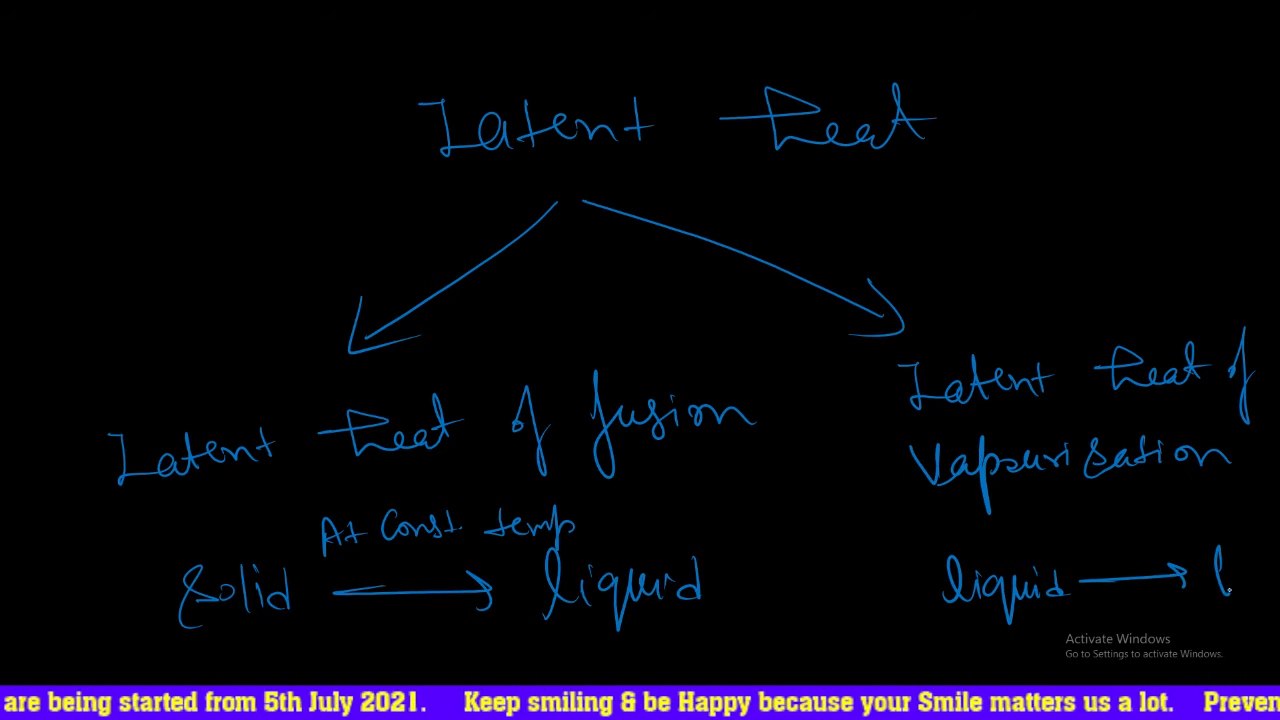 Latent heat
Latent heat of fusion
Latent heat of
Vapourisation
At Const. temp
Solid → liquid
liquid →
Activate Windows
Go to Settings to activate Windows.
are being started from 5th July 2021. Keep smiling & be Happy because your Smile matters us a lot. Preven